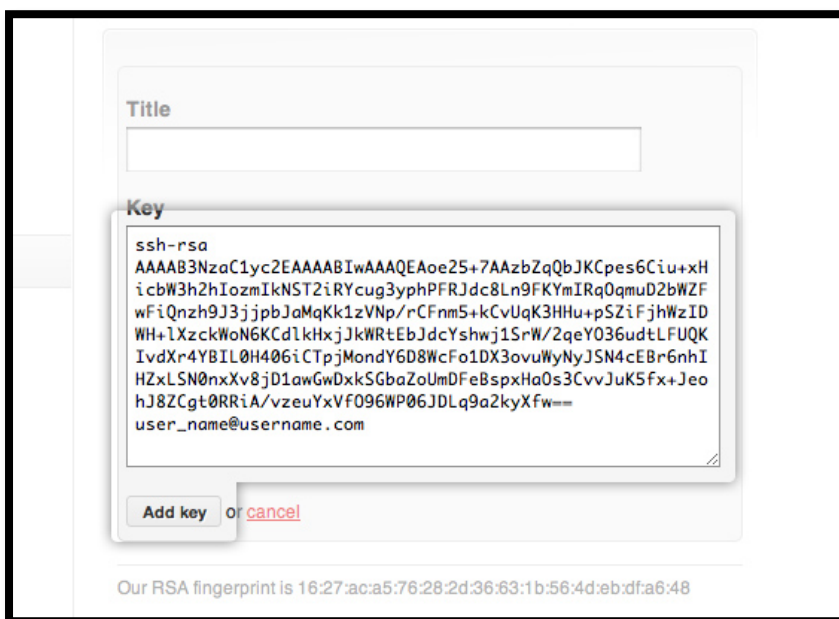 Title
Key
ssh-rsa
AAAAB3NzaC1yc2EAAAABIwAAAQEAoe25+7AAzbZqQbJKCpes6Ciu+xH
icbW3h2hIozmIkNST2iRYcug3yphPFRJdc8Ln9FKYmIRqOqmuD2bWZF
wFiQnzh9J3jjpbJaMqKk1zVNp/rCFnm5+kCvUqK3HHu+pSZiFjhWzID
WH+lXzckWoN6KCdlkHxjJkWRtEbJdcYshwj1SrW/2qeYO36udtLFUQK
IvdXr4YBIL0H406iCTpjMondY6D8WcFo1DX3ovuWyNyJSN4cEBr6nhI
HZxLSN0nxXv8jD1awGwDxkSGbaZoUmDFeBspxHaOs3CvvJuK5fx+Jeo
hJ8ZCgt0RRiA/vzeuYxVfO96WP06JDLq9a2kyXfw==
user_name@username.com
Add key or cancel
Our RSA fingerprint is 16:27:ac:a5:76:28:2d:36:63:1b:56:4d:eb:df:a6:48